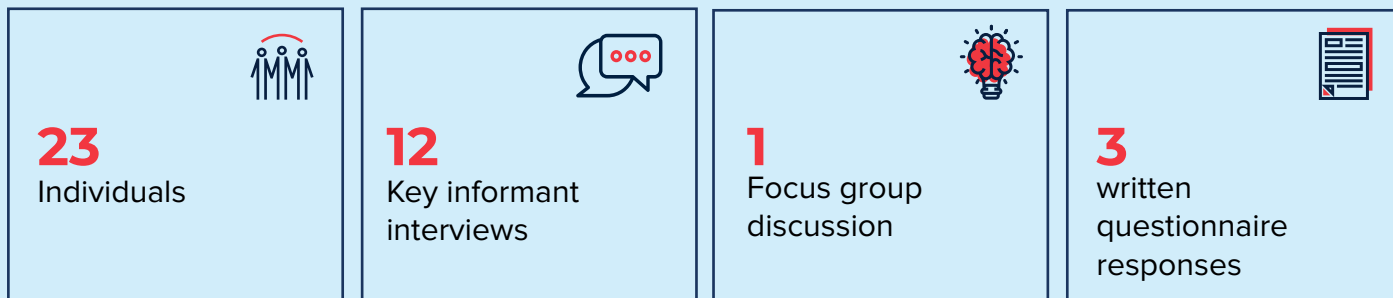 23
Individuals
12
Key informant
interviews
1
Focus group
discussion
3
written
questionnaire
responses